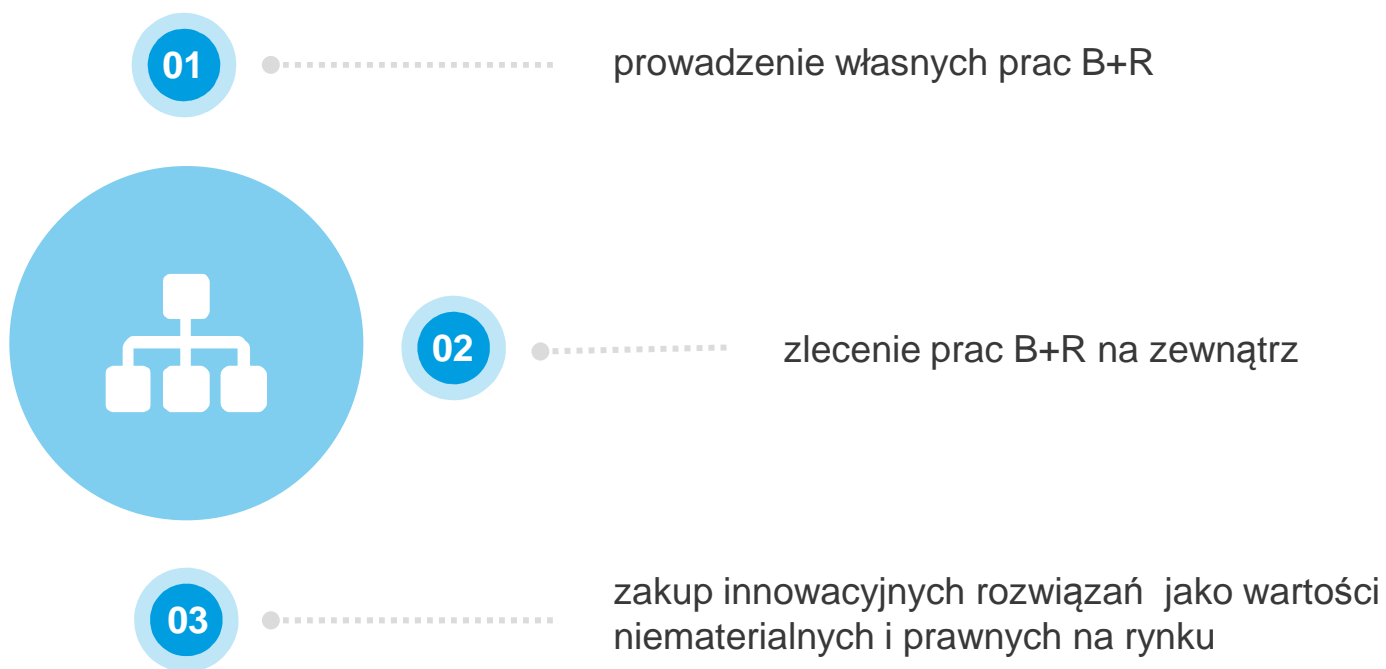 01
prowadzenie własnych prac B+R
02
zlecenie prac B+R na zewnątrz
03
zakup innowacyjnych rozwiązań  jako wartości
niematerialnych i prawnych na rynku